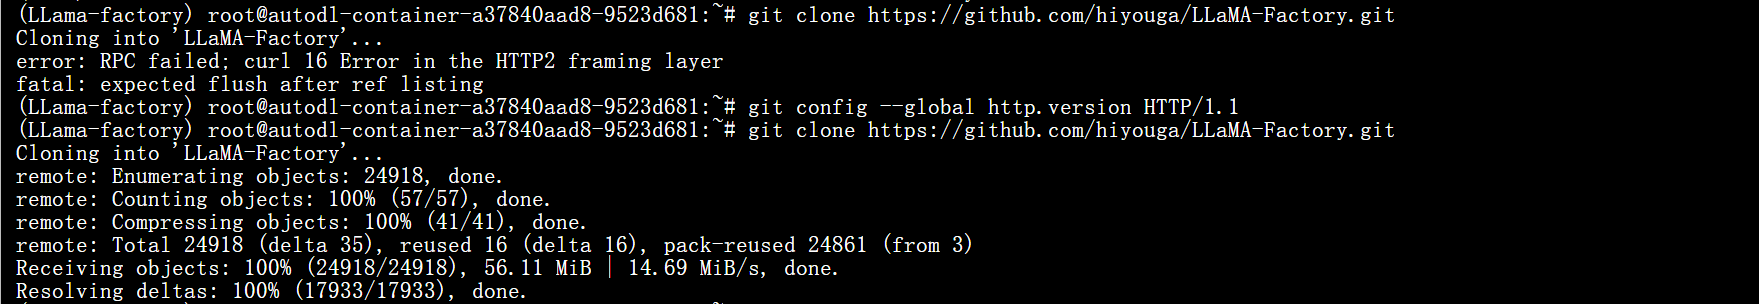 (LLama-factory) root@autodl-container-a37840aad8-9523d681:~# git clone https://github.com/hiyouga/LLaMA-Factory.git
Cloning into 'LLaMA-Factory'...
error: RPC failed; curl 16 Error in the HTTP2 framing layer
fatal: expected flush after ref listing
(LLama-factory) root@autodl-container-a37840aad8-9523d681:~# git config --global http.version HTTP/1.1
(LLama-factory) root@autodl-container-a37840aad8-9523d681:~# git clone https://github.com/hiyouga/LLaMA-Factory.git
Cloning into 'LLaMA-Factory'...
remote: Enumerating objects: 24918, done.
remote: Counting objects: 100% (57/57), done.
remote: Compressing objects: 100% (41/41), done.
remote: Total 24918 (delta 35), reused 16 (delta 16), pack-reused 24861 (from 3)
Receiving objects: 100% (24918/24918), 56.11 MiB | 14.69 MiB/s, done.
Resolving deltas: 100% (17933/17933), done.